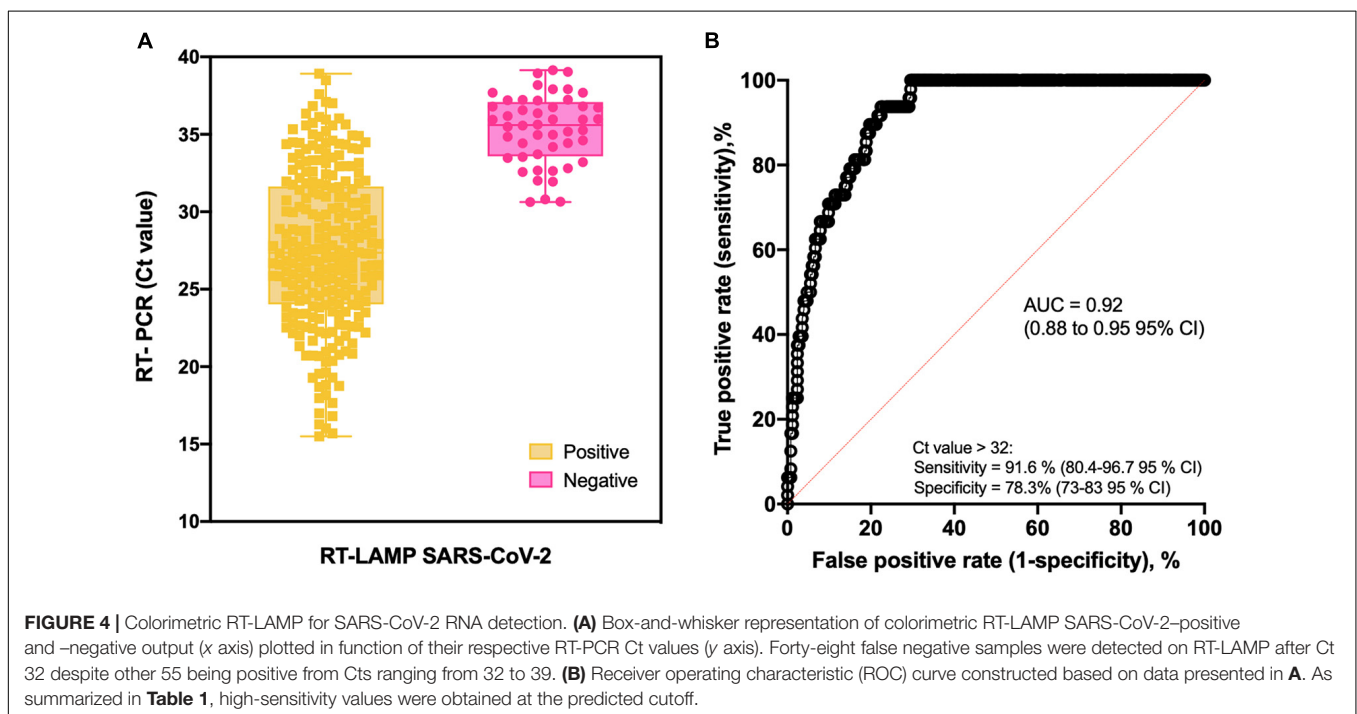 A
40
35
30
25
20
15
10
RT- PCR (Ct value)
Positive
Negative
RT-LAMP SARS-CoV-2
B
100
80
60
40
20
0
True positive rate (sensitivity),%
AUC = 0.92
(0.88 to 0.95 95% CI)
Ct value > 32:
Sensitivity = 91.6 % (80.4-96.7 95 % CI)
Specificity = 78.3% (73-83 95 % CI)
0 20 40 60 80 100
False positive rate (1-specificity), %
FIGURE 4 | Colorimetric RT-LAMP for SARS-CoV-2 RNA detection. (A) Box-and-whisker representation of colorimetric RT-LAMP SARS-CoV-2–positive
and –negative output (x axis) plotted in function of their respective RT-PCR Ct values (y axis). Forty-eight false negative samples were detected on RT-LAMP after Ct
32 despite other 55 being positive from Cts ranging from 32 to 39. (B) Receiver operating characteristic (ROC) curve constructed based on data presented in A. As
summarized in Table 1, high-sensitivity values were obtained at the predicted cutoff.